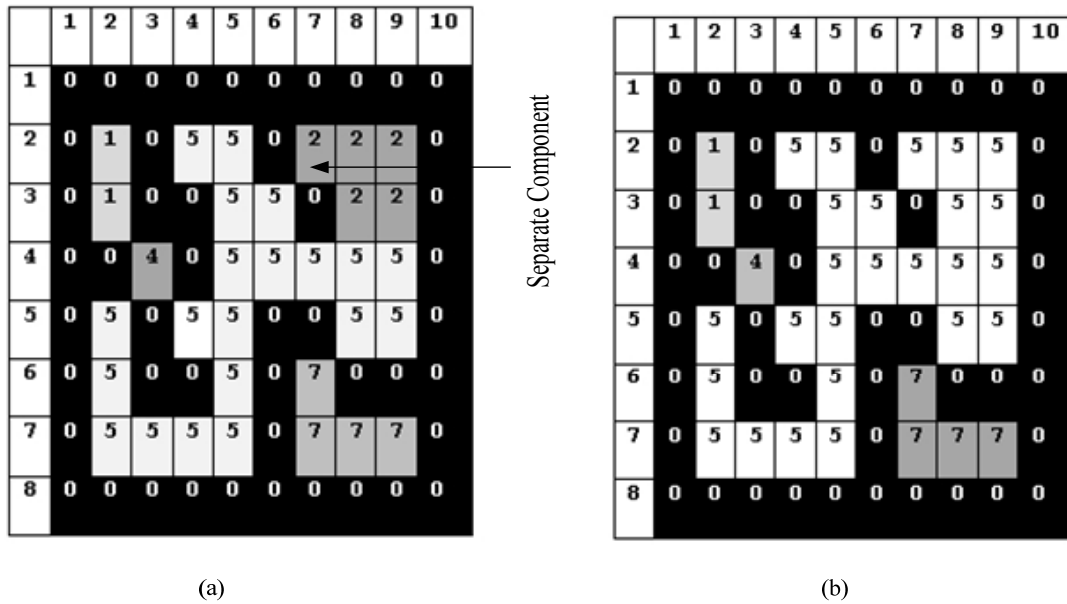 1 2 3 4 5 6 7 8 9 10
1 0 0 0 0 0 0 0 0 0 0
2 0 1 0 5 5 0 2 2 2 0
3 0 1 0 0 5 5 0 2 2 0
4 0 0 4 0 5 5 5 5 5 0
5 0 5 0 5 5 0 0 5 5 0
6 0 5 0 0 5 0 7 0 0 0
7 0 5 5 5 5 0 7 7 7 0
8 0 0 0 0 0 0 0 0 0 0
(a)
Separate Component
1 2 3 4 5 6 7 8 9 10
1 0 0 0 0 0 0 0 0 0 0
2 0 1 0 5 5 0 5 5 5 0
3 0 1 0 0 5 5 0 5 5 0
4 0 0 4 0 5 5 5 5 5 0
5 0 5 0 5 5 0 0 5 5 0
6 0 5 0 0 5 0 7 0 0 0
7 0 5 5 5 5 0 7 7 7 0
8 0 0 0 0 0 0 0 0 0 0
(b)